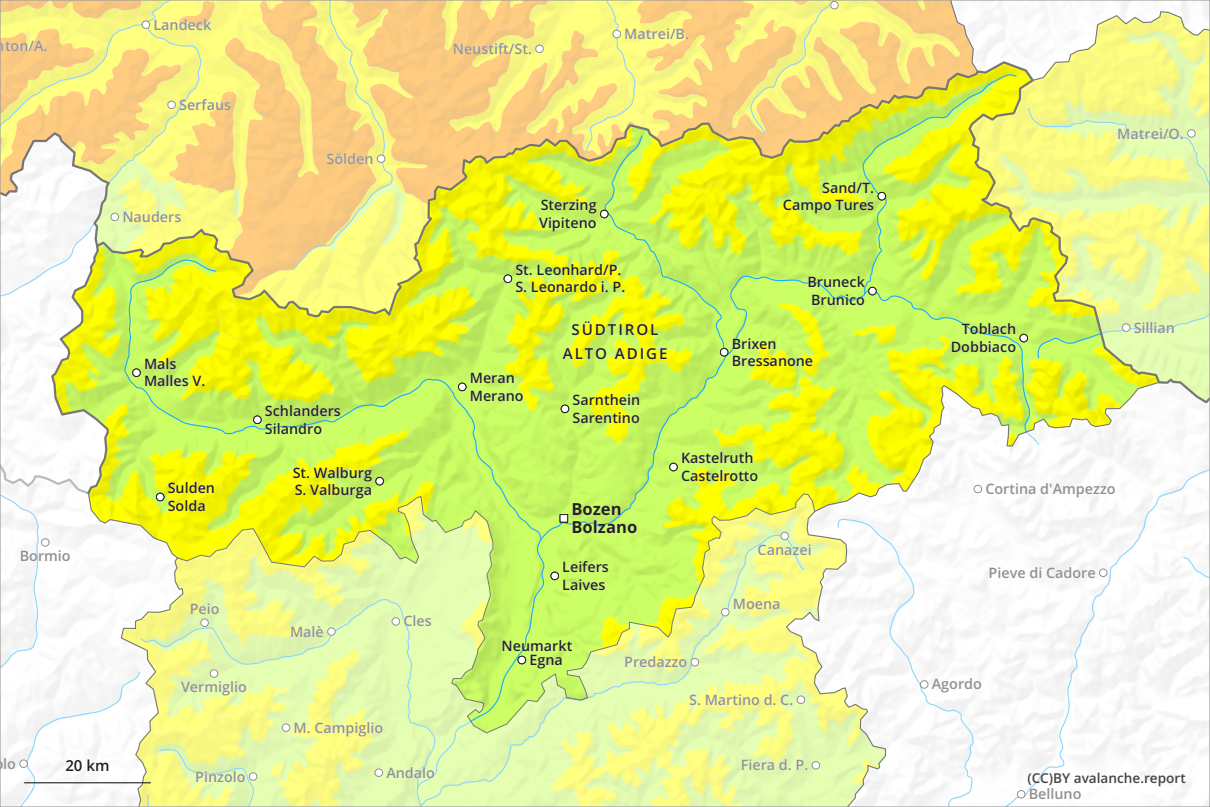 Landeck
Matrei/B.
nton/A.
Neustift/St.
Serfaus
Matrei/O.
Sölden
Sand/T.
Campo Tures
Sterzing
Vipiteno
Nauders
St. Leonhard/P.
S. Leonardo i. P.
Bruneck
Brunico
SÜDTIROL
ALTO ADIGE
Toblach
Dobbiaco
Sillian
Brixen
Bressanone
Mals
Malles V.
Meran
Merano
Sarnthein
Sarentino
Schlanders
Silandro
Kastelruth
Castelrotto
St. Walburg
S. Valburga
Sulden
Solda
Cortina d'Ampezzo
Bozen
Bolzano
Bormio
Canazei
Leifers
Laives
Pieve di Cadore
Peio
Moena
Malè
Cles
Neumarkt
Egna
Predazzo
Vermiglio
Agordo
S. Martino d. C.
M. Campiglio
20 km
olo
Pinzolo
Andalo
Fiera d. P.
(CC)BY avalanche.report
Belluno